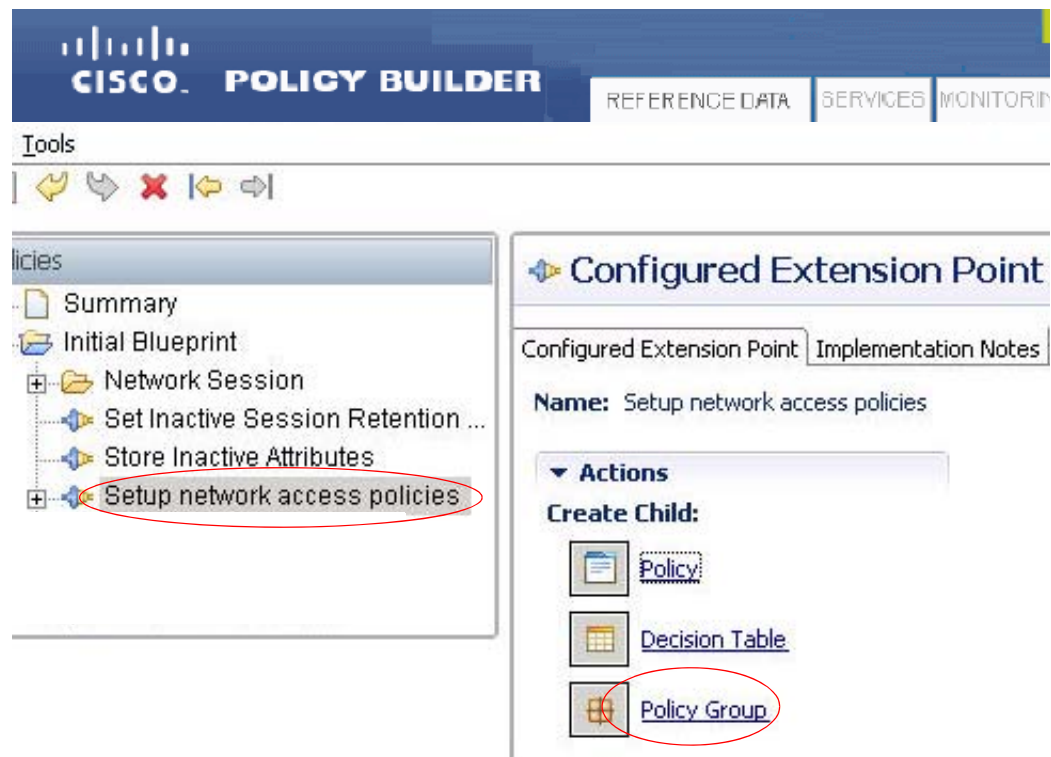 CISCO. POLICY BUILDER
REFERENCE DATA SERVICES MONITORIN
Tools
licies
Summary
Initial Blueprint
Network Session
Set Inactive Session Retention ...
Store Inactive Attributes
Setup network access policies
Configured Extension Point
Configured Extension Point Implementation Notes
Name: Setup network access policies
Actions
Create Child:
Policy
Decision Table
Policy Group